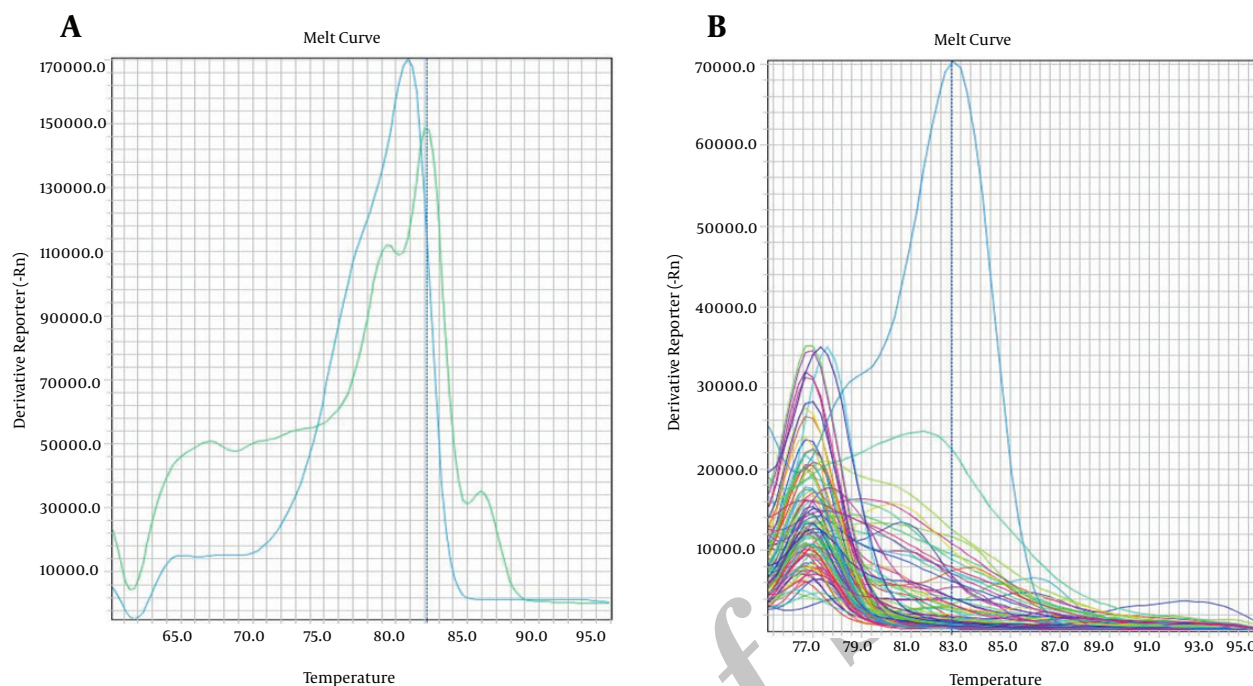 A
Melt Curve
170000.0
150000.0
130000.0
110000.0
90000.0
70000.0
50000.0
30000.0
10000.0
Derivative Reporter (-Rn)
65.0 70.0 75.0 80.0 85.0 90.0 95.0
Temperature
B
Melt Curve
70000.0
60000.0
50000.0
40000.0
30000.0
20000.0
10000.0
Derivative Reporter (-Rn)
77.0 79.0 81.0 83.0 85.0 87.0 89.0 91.0 93.0 95.0
Temperature
f